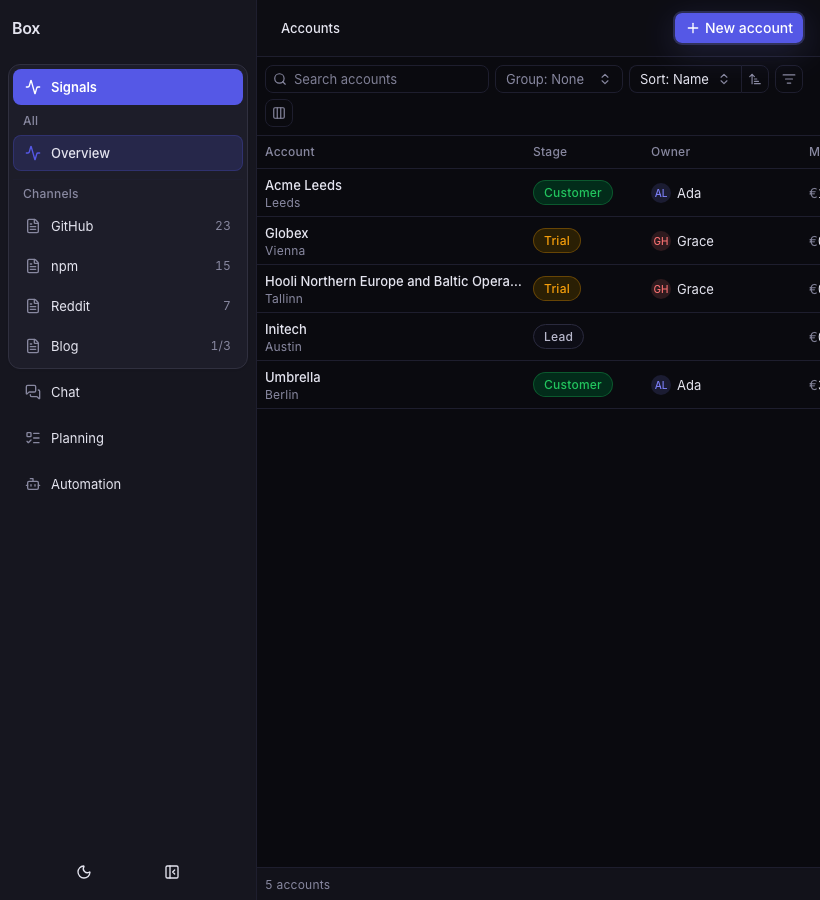 Box
Signals
All
Overview
Channels
GitHub 23
npm 15
Reddit 7
Blog 1/3
Chat
Planning
Automation
Accounts
New account
Search accounts
Group: None
Sort: Name
Account Stage Owner
Acme Leeds
Leeds
Customer
AL Ada
Globex
Vienna
Trial
GH Grace
Hooli Northern Europe and Baltic Opera...
Tallinn
Trial
GH Grace
Initech
Austin
Lead
Umbrella
Berlin
Customer
AL Ada
5 accounts